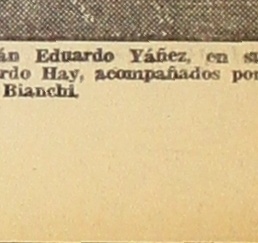 án Eduardo Yáñez, en su
rdo Hay, acompañados por
Bianchi.